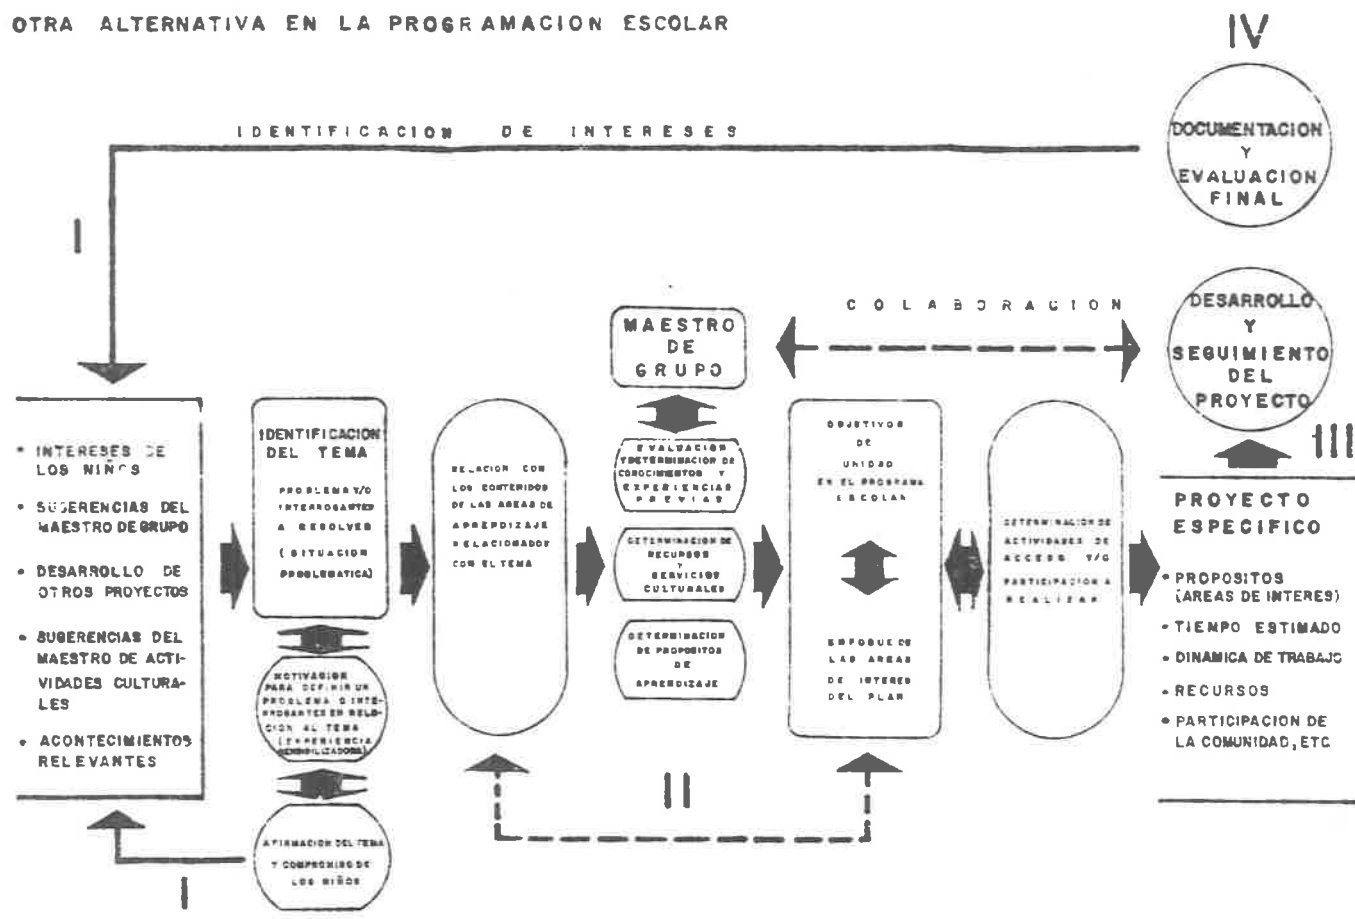 OTRA ALTERNATIVA EN LA PROGRAMACION ESCOLAR
IV
DOCUMENTACION
Y
EVALUACION
FINAL
IDENTIFICACION DE INTERESES
I
COLABORACION
DESARROLLO
Y
SEGUIMIENTO
DEL
PROYECTO
III
MAESTRO
DE
GRUPO
• INTERESES DE
LOS NIÑOS
• SUGERENCIAS DEL
MAESTRO DE GRUPO
• DESARROLLO DE
OTROS PROYECTOS
• SUGERENCIAS DEL
MAESTRO DE ACTI-
VIDADES CULTURA-
LES
• ACONTECIMIENTOS
RELEVANTES
IDENTIFICACION
DEL TEMA
PROBLEMA Y/O
INTERROGANTES
A RESOLVER
(SITUACION
PROBLEMATICA)
MOTIVACION
PARA DEFINIR UN
PROBLEMA O INTE-
RROGANTES EN RELA-
CION AL TEMA
(EXPERIENCIA
SENSIBILIZADORA)
AFIRMACION DEL TEMA
Y COMPROMISO DE
LOS NIÑOS
I
RELACION CON
LOS CONTENIDOS
DE LAS AREAS DE
APRENDIZAJE
RELACIONADOS
CON EL TEMA
EVALUACION
Y DETERMINACION DE
CONOCIMIENTOS Y
EXPERIENCIAS
PREVIAS
DETERMINACION DE
RECURSOS
Y
SERVICIOS
CULTURALES
DETERMINACION
DE PROPOSITOS
DE
APRENDIZAJE
II
OBJETIVOS
DE
UNIDAD
EN EL PROGRAMA
ESCOLAR
ENFOQUE DE
LAS AREAS
DE INTERES
DEL PLAN
DETERMINACION DE
ACTIVIDADES DE
ACCESO Y/O
PARTICIPACION A
REALIZAR
PROYECTO
ESPECIFICO
• PROPOSITOS
(AREAS DE INTERES)
• TIEMPO ESTIMADO
• DINAMICA DE TRABAJO
• RECURSOS
• PARTICIPACION DE
LA COMUNIDAD, ETC